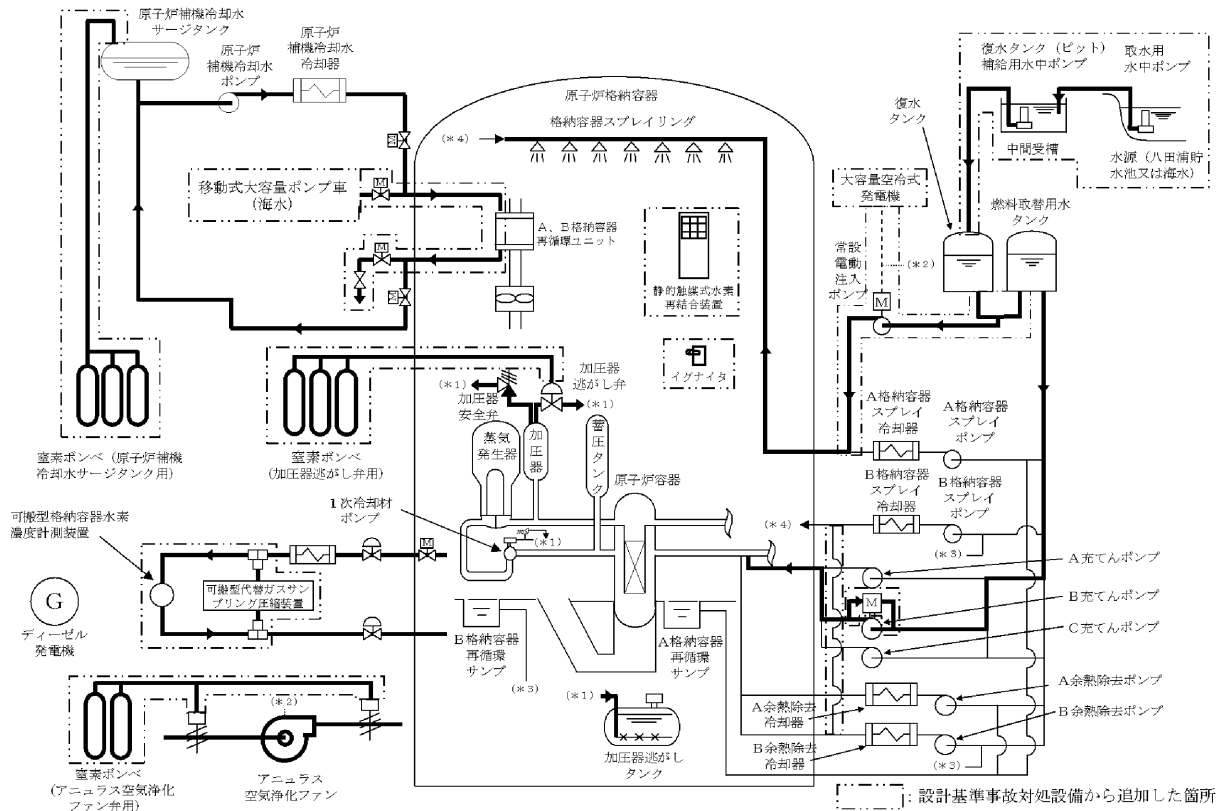 原子炉補機冷却水
サージタンク
原子炉
補機冷却水
ポンプ
原子炉
補機冷却水
冷却器
移動式大容量ポンプ車
(海水)
M
M
A、B格納容器
再循環ユニット
原子炉格納容器
格納容器スプレイリング
(*4)
静的触媒式水素
再結合装置
イグナイタ
復水タンク(ピット)
補給用水中ポンプ
取水用
水中ポンプ
中間受槽
水源(八田浦貯
水池又は海水)
復水
タンク
燃料取替用水
タンク
大容量空冷式
発電機
常設
電動
注入
ポンプ
(*2)
M
窒素ボンベ(原子炉補機
冷却水サージタンク用)
窒素ボンベ
(加圧器逃がし弁用)
(*1)
加圧器
安全弁
加圧器
逃がし弁
(*1)
蒸気
発生器
加圧器
蓄圧タンク
原子炉容器
1次冷却材
ポンプ
(*1)
A格納容器
スプレイ
冷却器
A格納容器
スプレイ
ポンプ
B格納容器
スプレイ
冷却器
B格納容器
スプレイ
ポンプ
(*4)
(*3)
A充てんポンプ
M
B充てんポンプ
C充てんポンプ
A余熱除去ポンプ
A余熱除去
冷却器
B余熱除去ポンプ
B余熱除去
冷却器
(*3)
可搬型格納容器水素
濃度計測装置
M
可搬型代替ガスサン
プリング圧縮装置
G
ディーゼル
発電機
B格納容器
再循環
サンプ
(*3)
A格納容器
再循環
サンプ
(*1)
加圧器逃がし
タンク
窒素ボンベ
(アニュラス空気浄化
ファン弁用)
(*2)
アニュラス
空気浄化ファン
:設計基準事故対処設備から追加した箇所